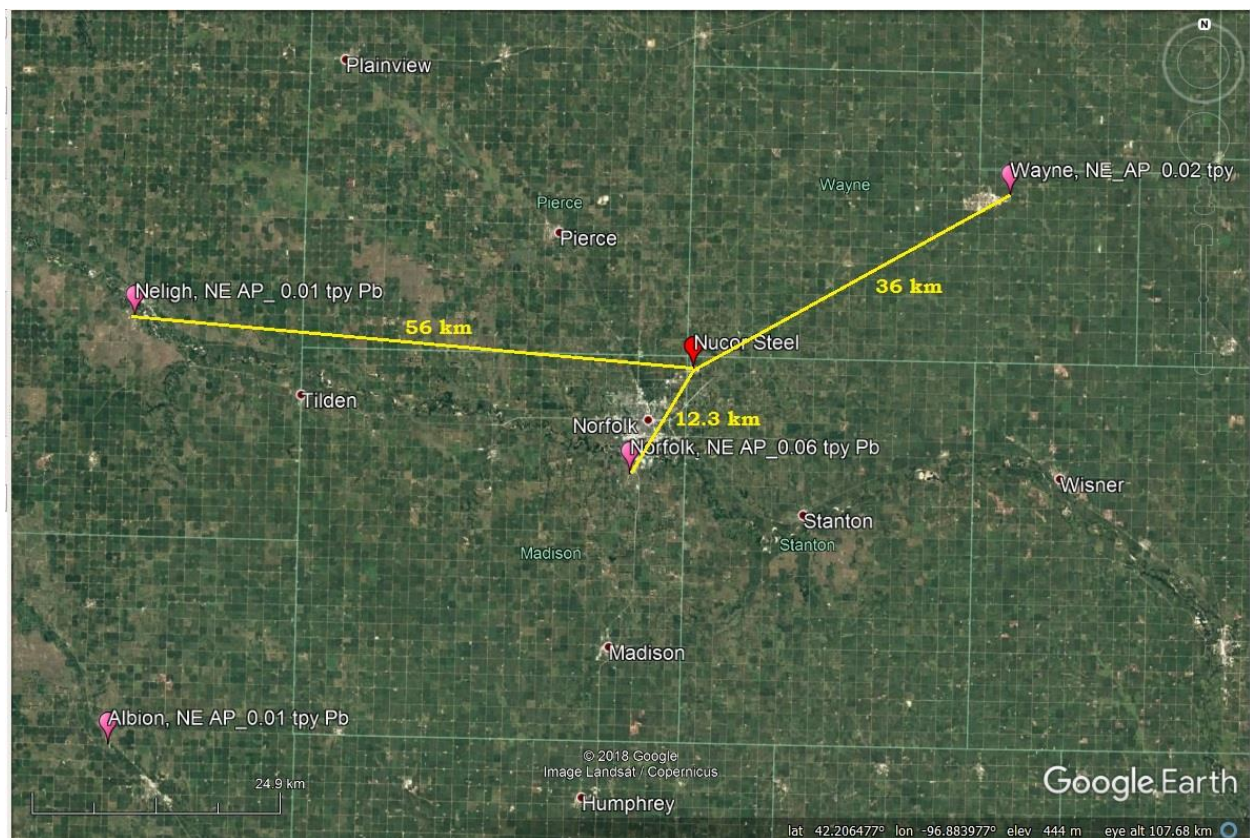 N
Plainview
Wayne, NE_AP_0.02 tpy
Wayne
Pierce
Pierce
36 km
Neligh, NE AP_ 0.01 tpy Pb
56 km
Nucor Steel
Tilden
12.3 km
Norfolk
Norfolk, NE AP_0.06 tpy Pb
Wisner
Stanton
Stanton
Madison
Madison
Albion, NE AP_0.01 tpy Pb
© 2018 Google
Image Landsat / Copernicus
24.9 km
Google Earth
Humphrey
lat 42.206477° lon -96.883977° elev 444 m eye alt 107.68 km